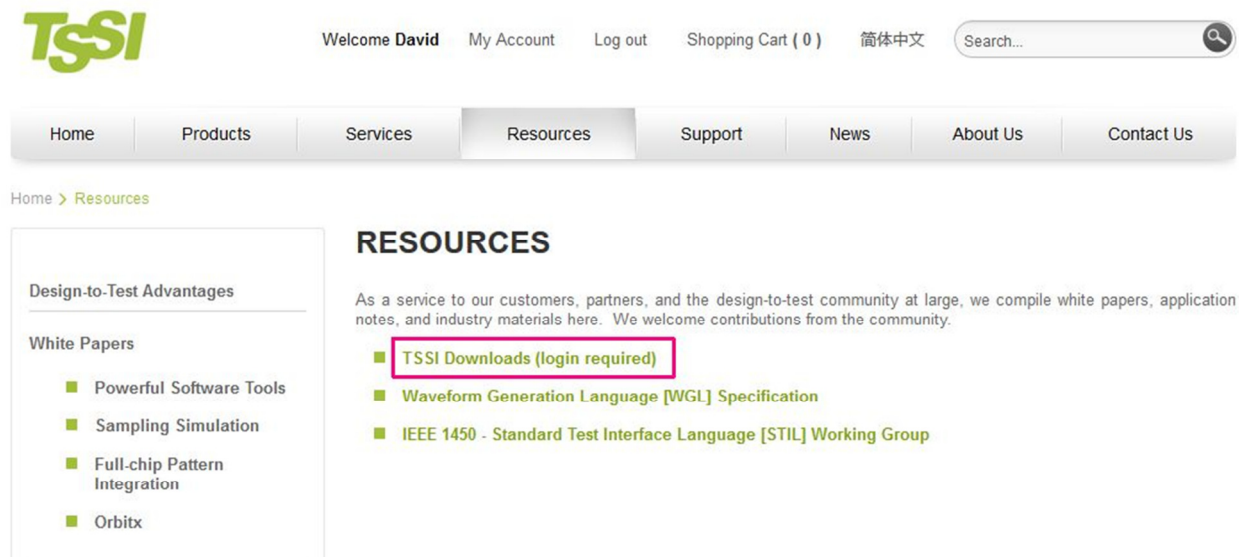 TSSI
Welcome David My Account Log out Shopping Cart ( 0 ) 简体中文 Search...
Home Products Services Resources Support News About Us Contact Us
Home > Resources
RESOURCES
Design-to-Test Advantages
White Papers
Powerful Software Tools
Sampling Simulation
Full-chip Pattern
Integration
Orbitx
As a service to our customers, partners, and the design-to-test community at large, we compile white papers, application
notes, and industry materials here. We welcome contributions from the community.
TSSI Downloads (login required)
Waveform Generation Language [WGL] Specification
IEEE 1450 - Standard Test Interface Language [STIL] Working Group